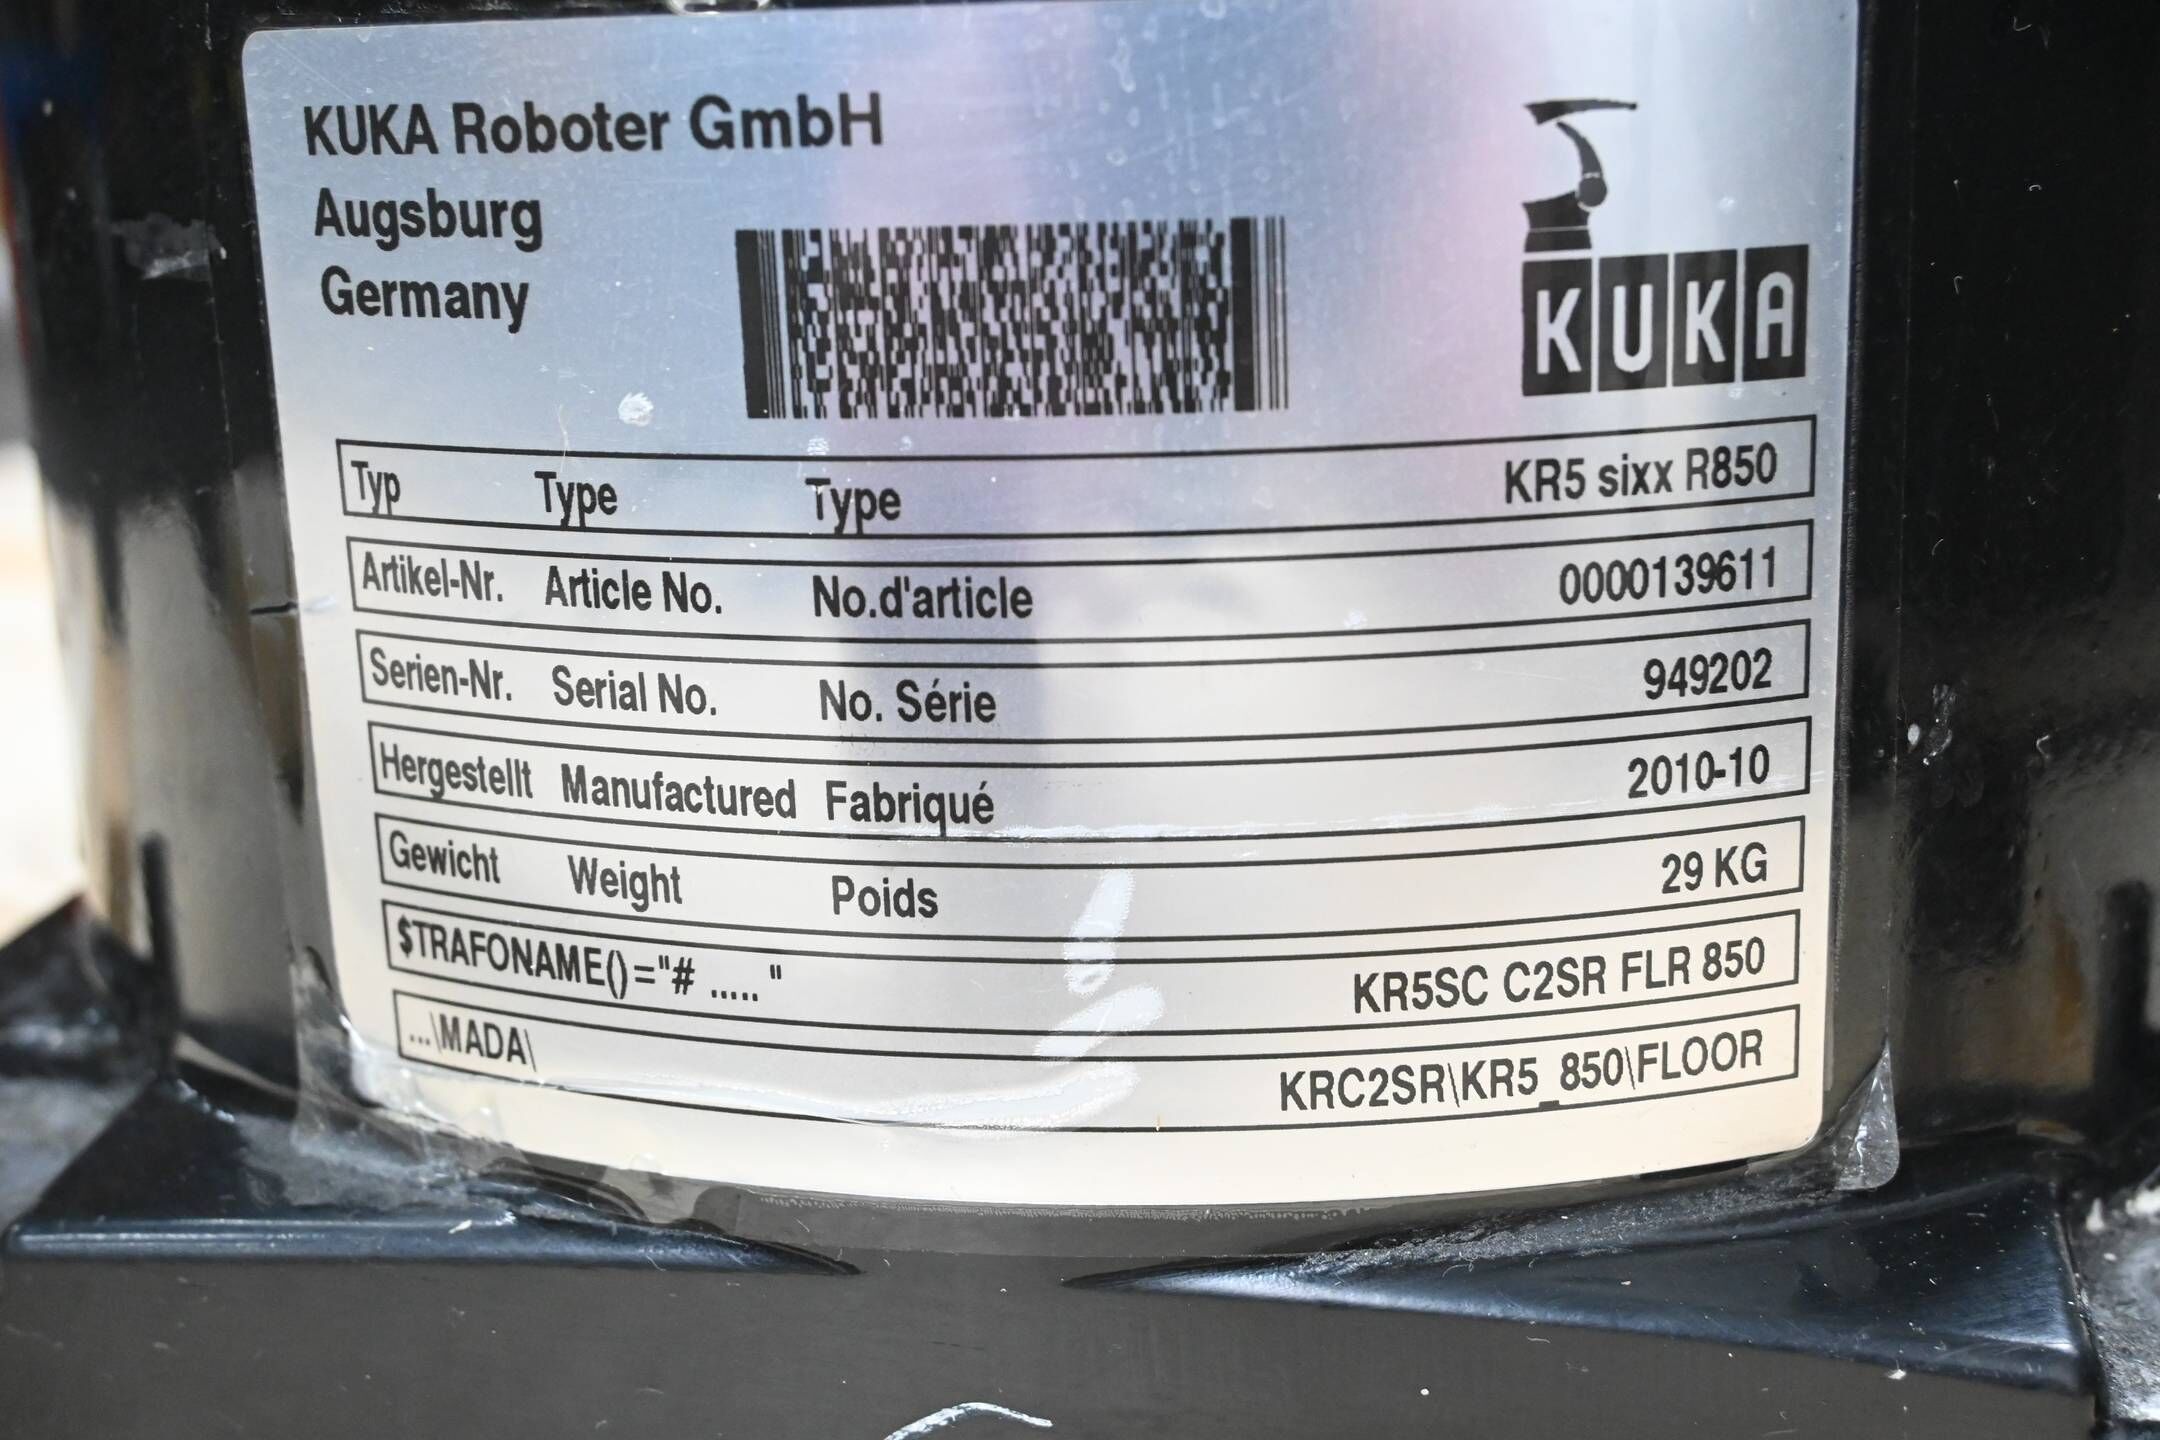 KUKA Roboter GmbH
Augsburg
Germany
KUKA
Typ Type Type KR5 sixx R850
Artikel-Nr. Article No. No.d'article 0000139611
Serien-Nr. Serial No. No. Série 949202
Hergestellt Manufactured Fabriqué 2010-10
Gewicht Weight Poids 29 KG
$TRAFONAME()="# ..... " KR5SC C2SR FLR 850
...\MADA\ KRC2SR\KR5_850\FLOOR